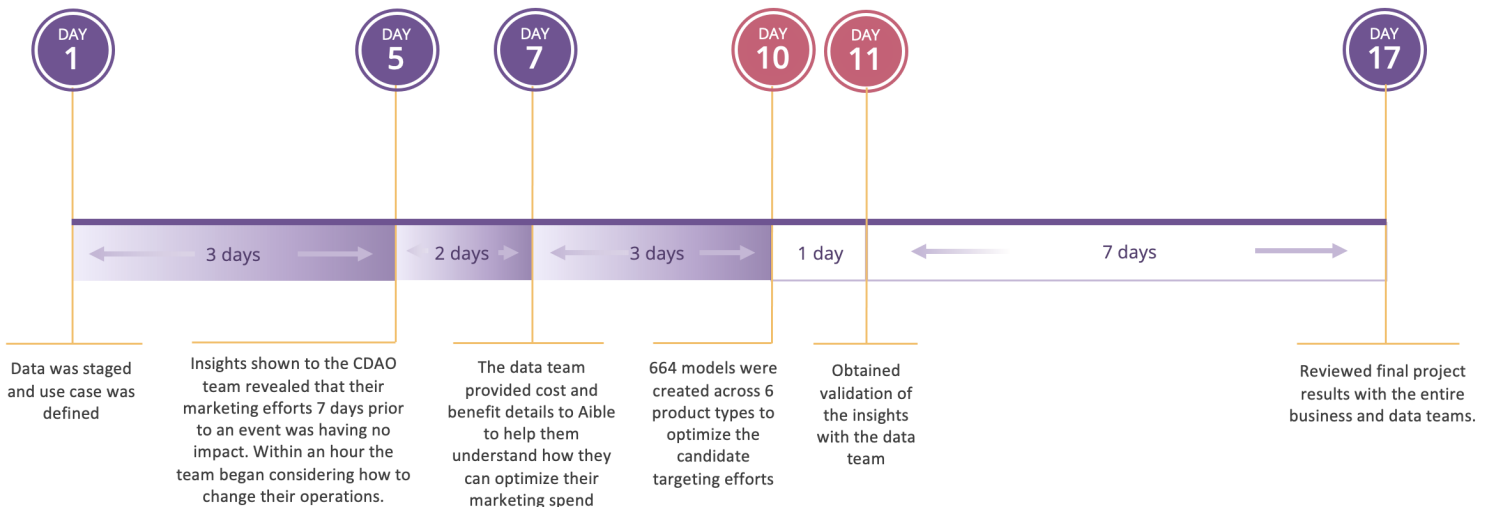 DAY
1
DAY
5
DAY
7
DAY
10
DAY
11
DAY
17
3 days
2 days
3 days
1 day
7 days
Data was staged
and use case was
defined
Insights shown to the CDAO
team revealed that their
marketing efforts 7 days prior
to an event was having no
impact. Within an hour the
team began considering how to
change their operations.
The data team
provided cost and
benefit details to Aible
to help them
understand how they
can optimize their
marketing spend
664 models were
created across 6
product types to
optimize the
candidate
targeting efforts
Obtained
validation of
the insights
with the data
team
Reviewed final project
results with the entire
business and data teams.